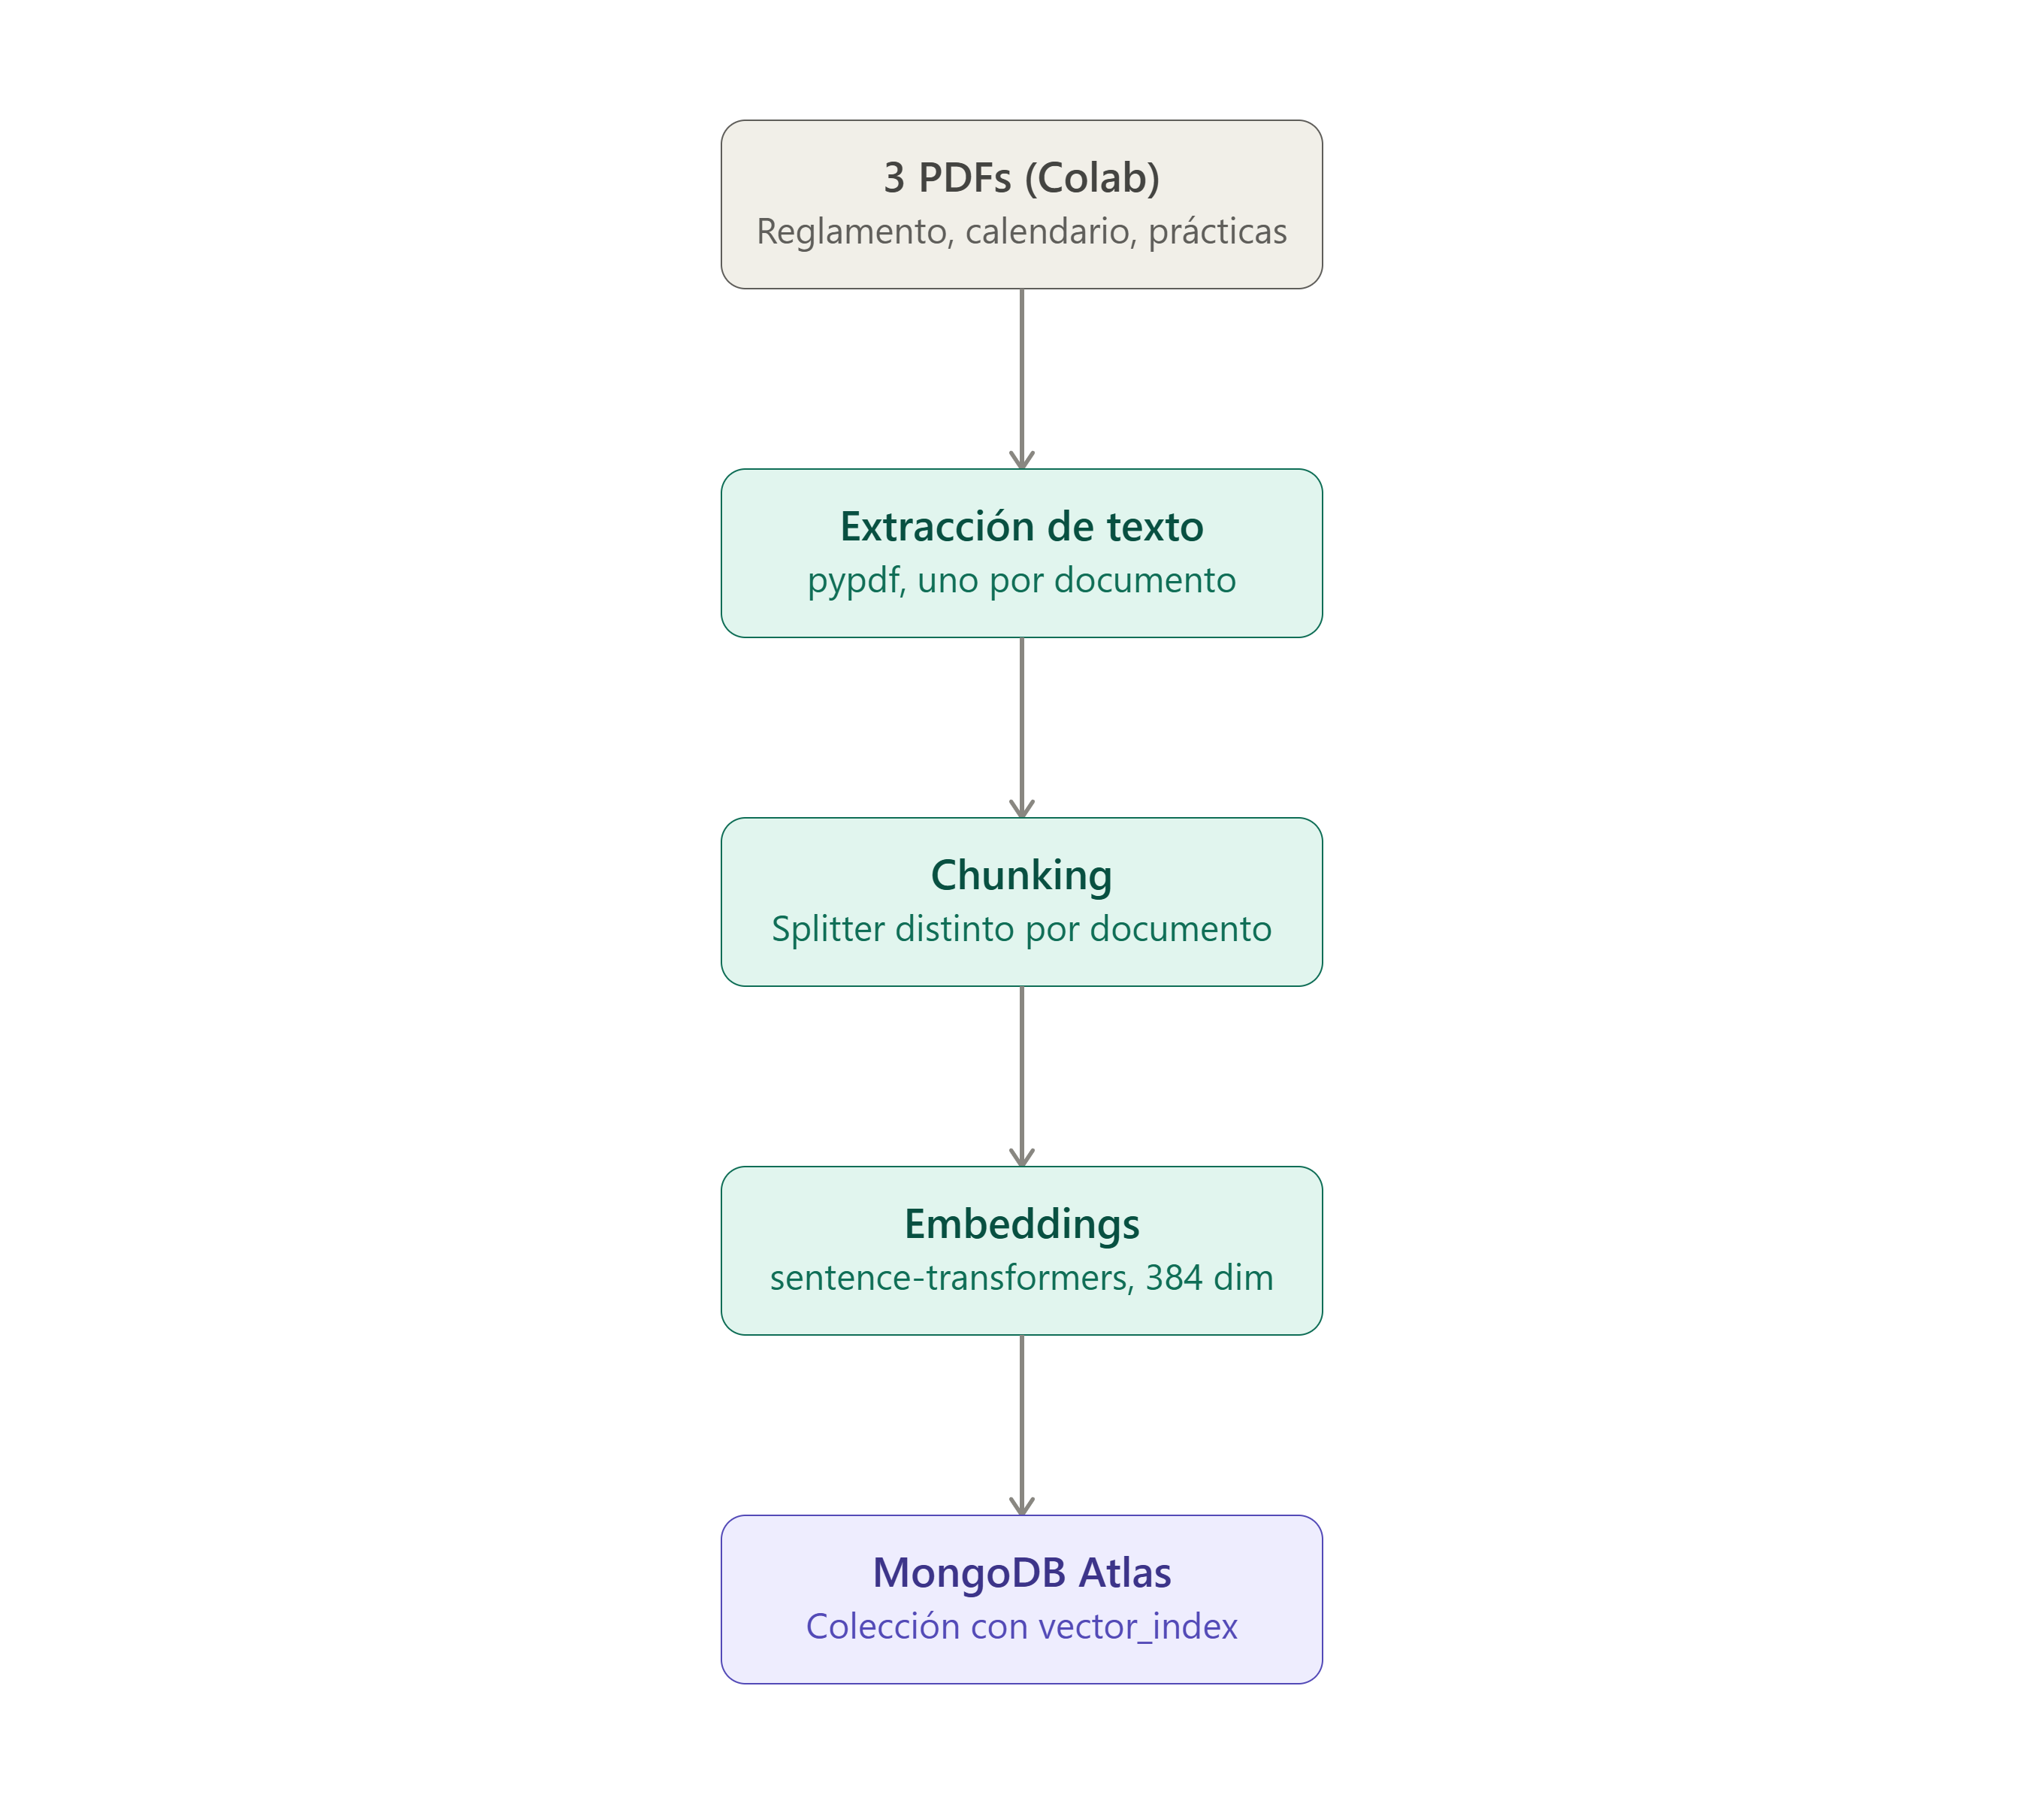 3 PDFs (Colab)
Reglamento, calendario, prácticas
Extracción de texto
pypdf, uno por documento
Chunking
Splitter distinto por documento
Embeddings
sentence-transformers, 384 dim
MongoDB Atlas
Colección con vector_index